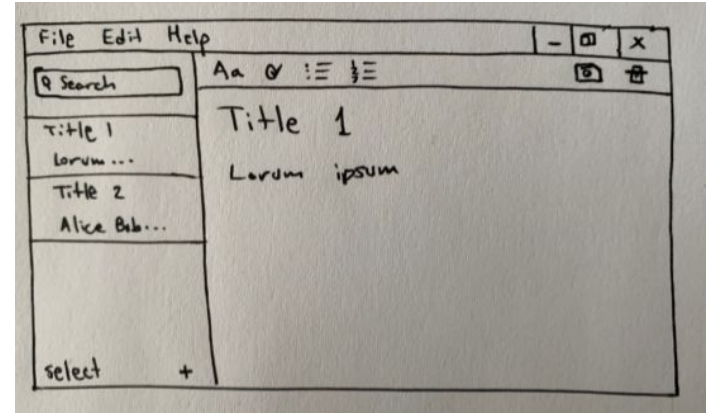 File Edit Help
Search
Aa
Title 1
Lorum ...
Title 2
Alice Bob...
select +
Title 1
Lorum ipsum